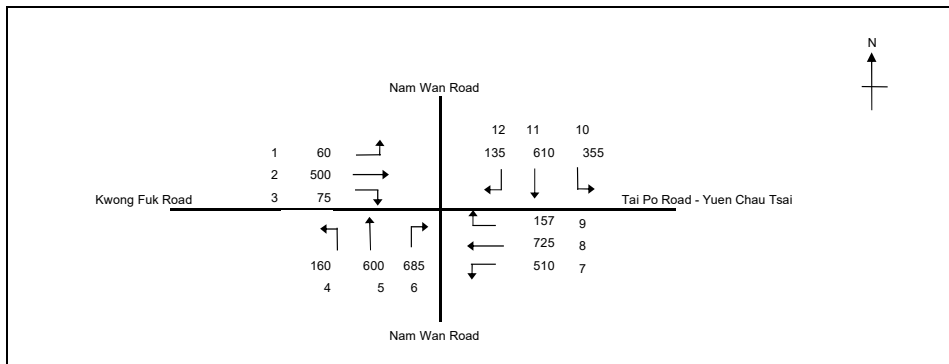 N
Nam Wan Road
12 11 10
1 60 135 610 355
2 500
Kwong Fuk Road 3 75 Tai Po Road - Yuen Chau Tsai
157 9
725 8
160 600 685 510 7
4 5 6
Nam Wan Road